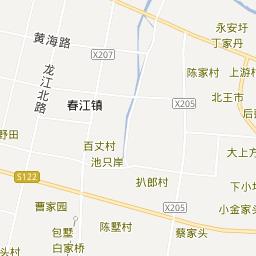 永安圩
丁家丹
黄海路
X207
龙江北路
陈家村
上游
春江镇
X205
北王市
后
野田
百丈村
池只岸
大上方
S122
扒郎村
下小
曹家园
X205
小金家头
包墅
陈墅村
蔡家头
头村
白家桥